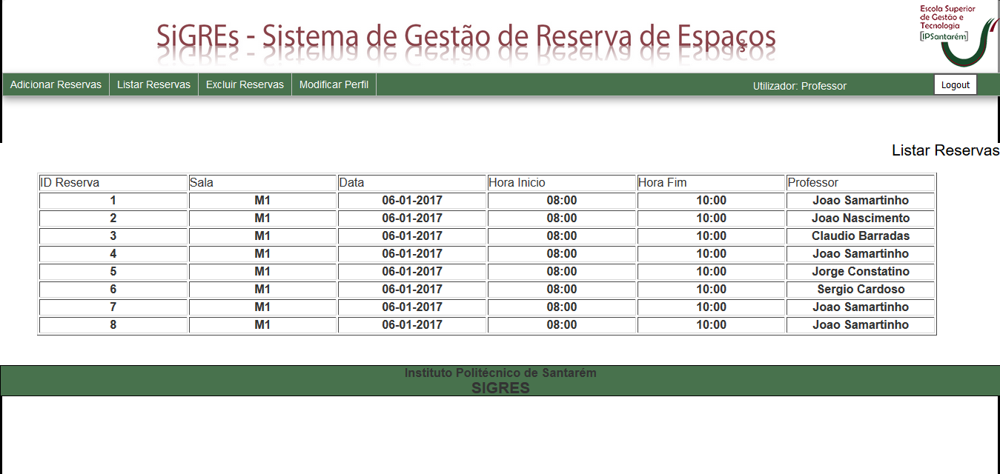 SiGREs - Sistema de Gestão de Reserva de Espaços
Escola Superior
de Gestão e
Tecnologia
[IPSantarém]
Adicionar Reservas Listar Reservas Excluir Reservas Modificar Perfil Utilizador: Professor Logout
Listar Reservas
ID Reserva Sala Data Hora Inicio Hora Fim Professor
1 M1 06-01-2017 08:00 10:00 Joao Samartinho
2 M1 06-01-2017 08:00 10:00 Joao Nascimento
3 M1 06-01-2017 08:00 10:00 Claudio Barradas
4 M1 06-01-2017 08:00 10:00 Joao Samartinho
5 M1 06-01-2017 08:00 10:00 Jorge Constatino
6 M1 06-01-2017 08:00 10:00 Sergio Cardoso
7 M1 06-01-2017 08:00 10:00 Joao Samartinho
8 M1 06-01-2017 08:00 10:00 Joao Samartinho
Instituto Politécnico de Santarém
SIGRES